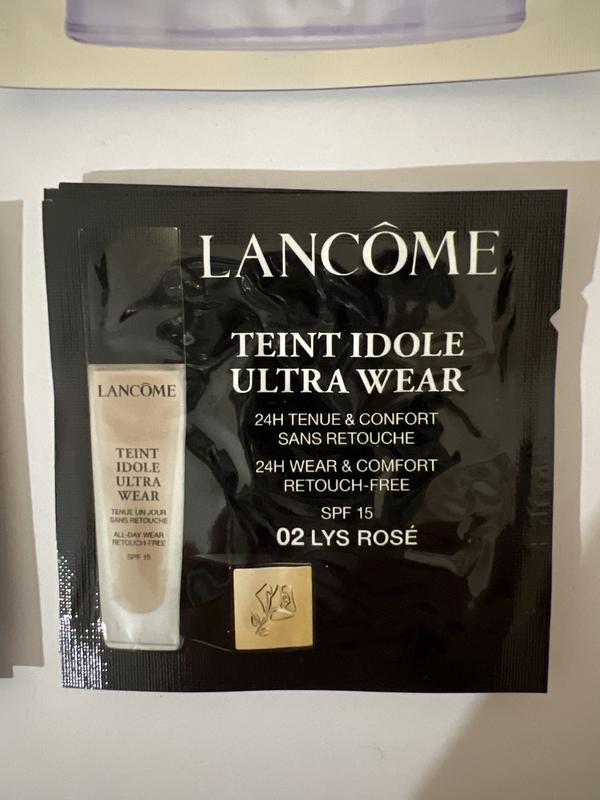 LANCÔME
TEINT IDOLE
ULTRA WEAR
24H TENUE & CONFORT
SANS RETOUCHE
24H WEAR & COMFORT
RETOUCH-FREE
SPF 15
02 LYS ROSÉ
LANCÔME
TEINT
IDOLE
ULTRA
WEAR
TENUE UN JOUR
SANS RETOUCHE
ALL-DAY WEAR
RETOUCH-FREE
SPF 15